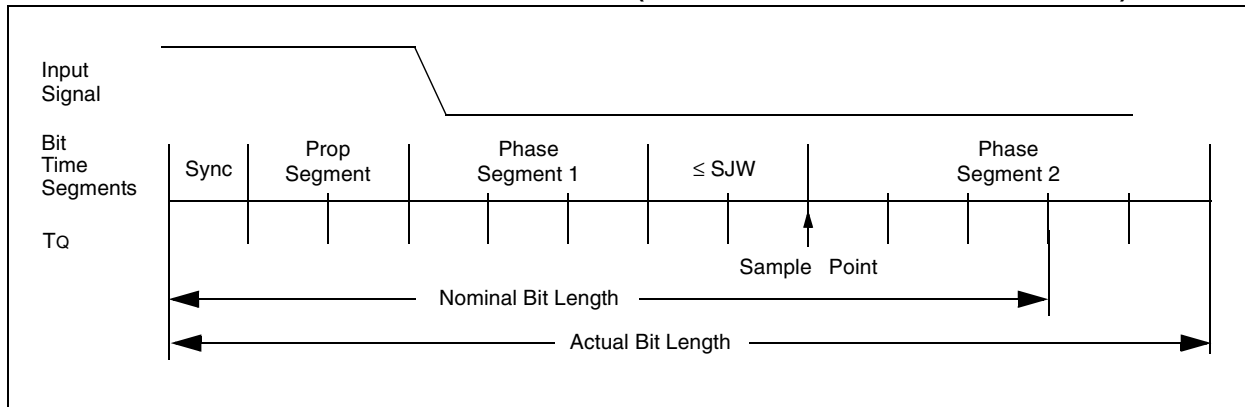 Input
Signal
Bit
Time
Segments
Sync
Prop
Segment
Phase
Segment 1
≤ SJW
Phase
Segment 2
TQ
Sample Point
Nominal Bit Length
Actual Bit Length